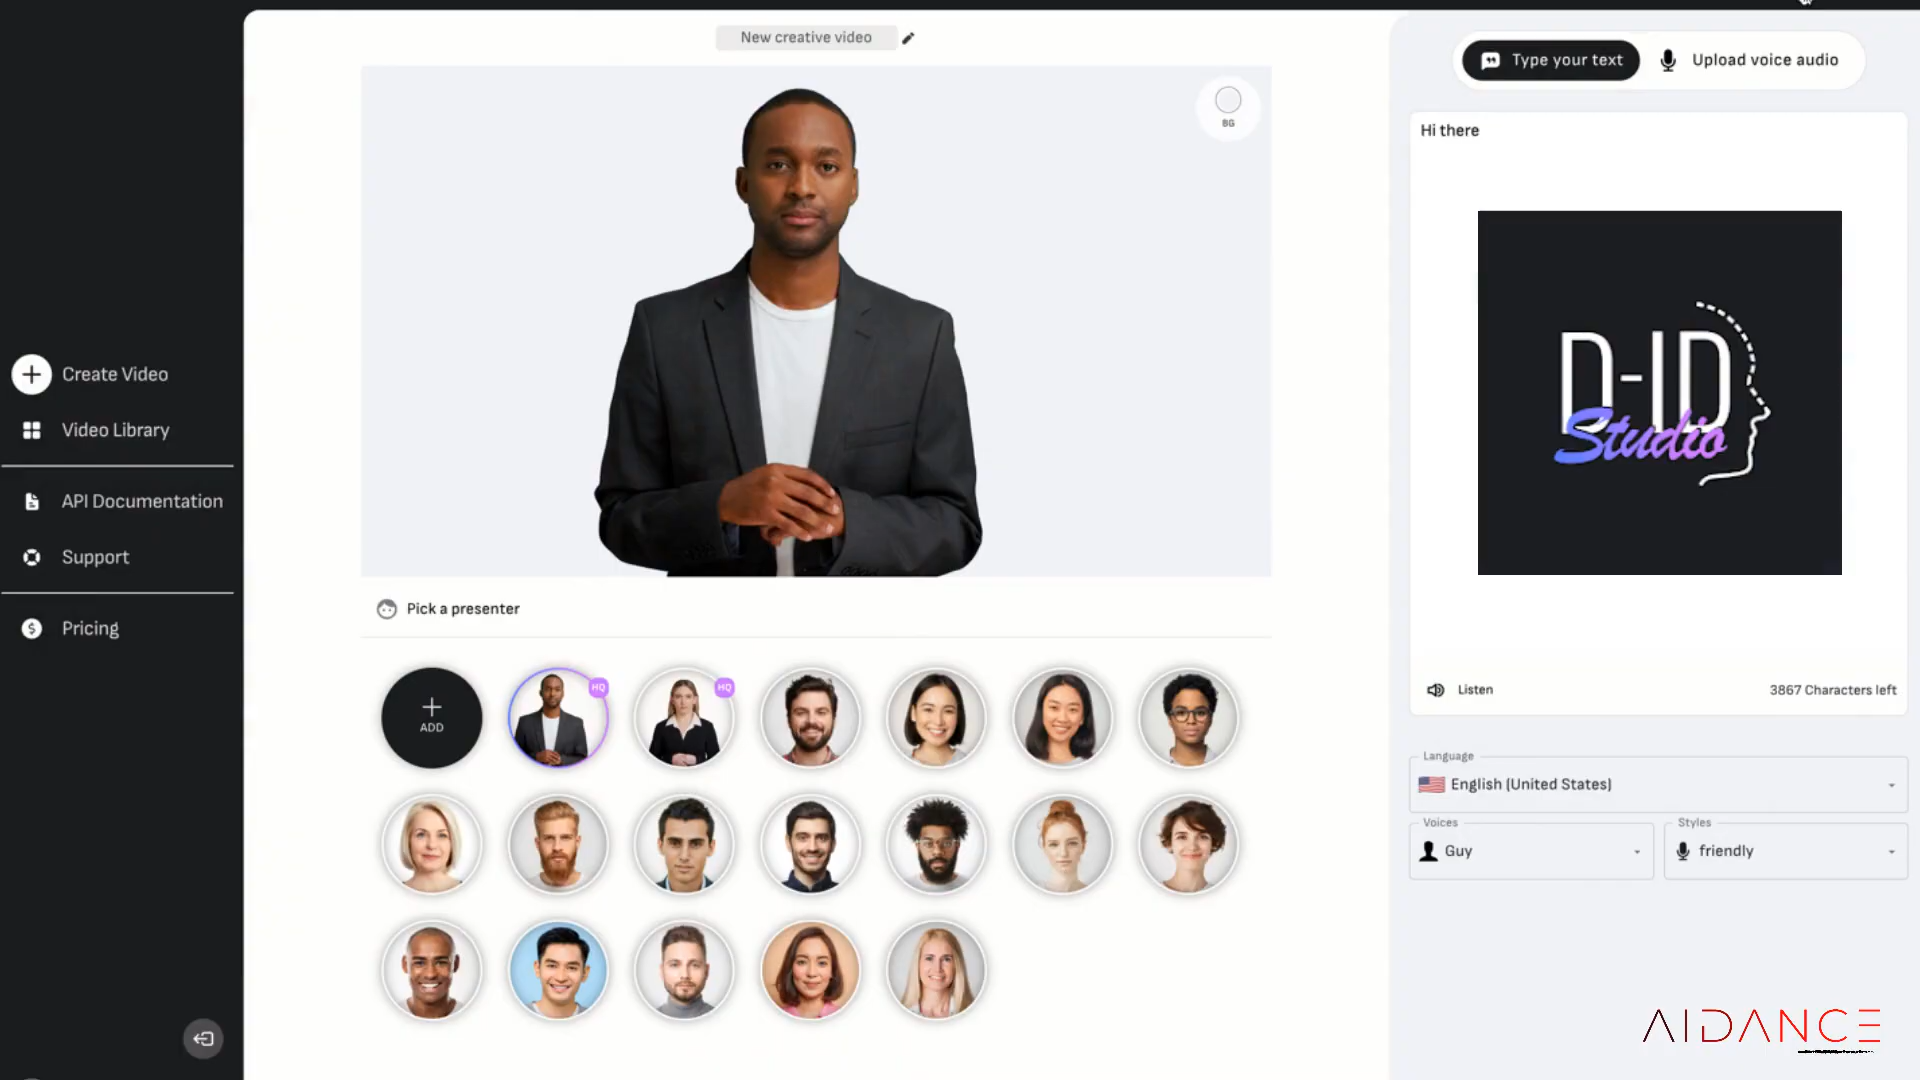 New creative video
Type your text
Upload voice audio
BG
Hi there
D-ID
Studio
Create Video
Video Library
API Documentation
Support
Pricing
Pick a presenter
ADD
HQ
HQ
Listen
3867 Characters left
Language
English (United States)
Voices
Guy
Styles
friendly
AIDANCE